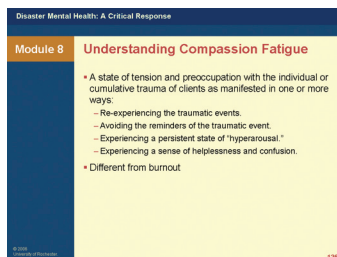 Disaster Mental Health: A Critical Response
Module 8
Understanding Compassion Fatigue
▪ A state of tension and preoccupation with the individual or
cumulative trauma of clients as manifested in one or more
ways:
– Re-experiencing the traumatic events.
– Avoiding the reminders of the traumatic event.
– Experiencing a persistent state of "hyperarousal."
– Experiencing a sense of helplessness and confusion.
▪ Different from burnout
University of Rochester